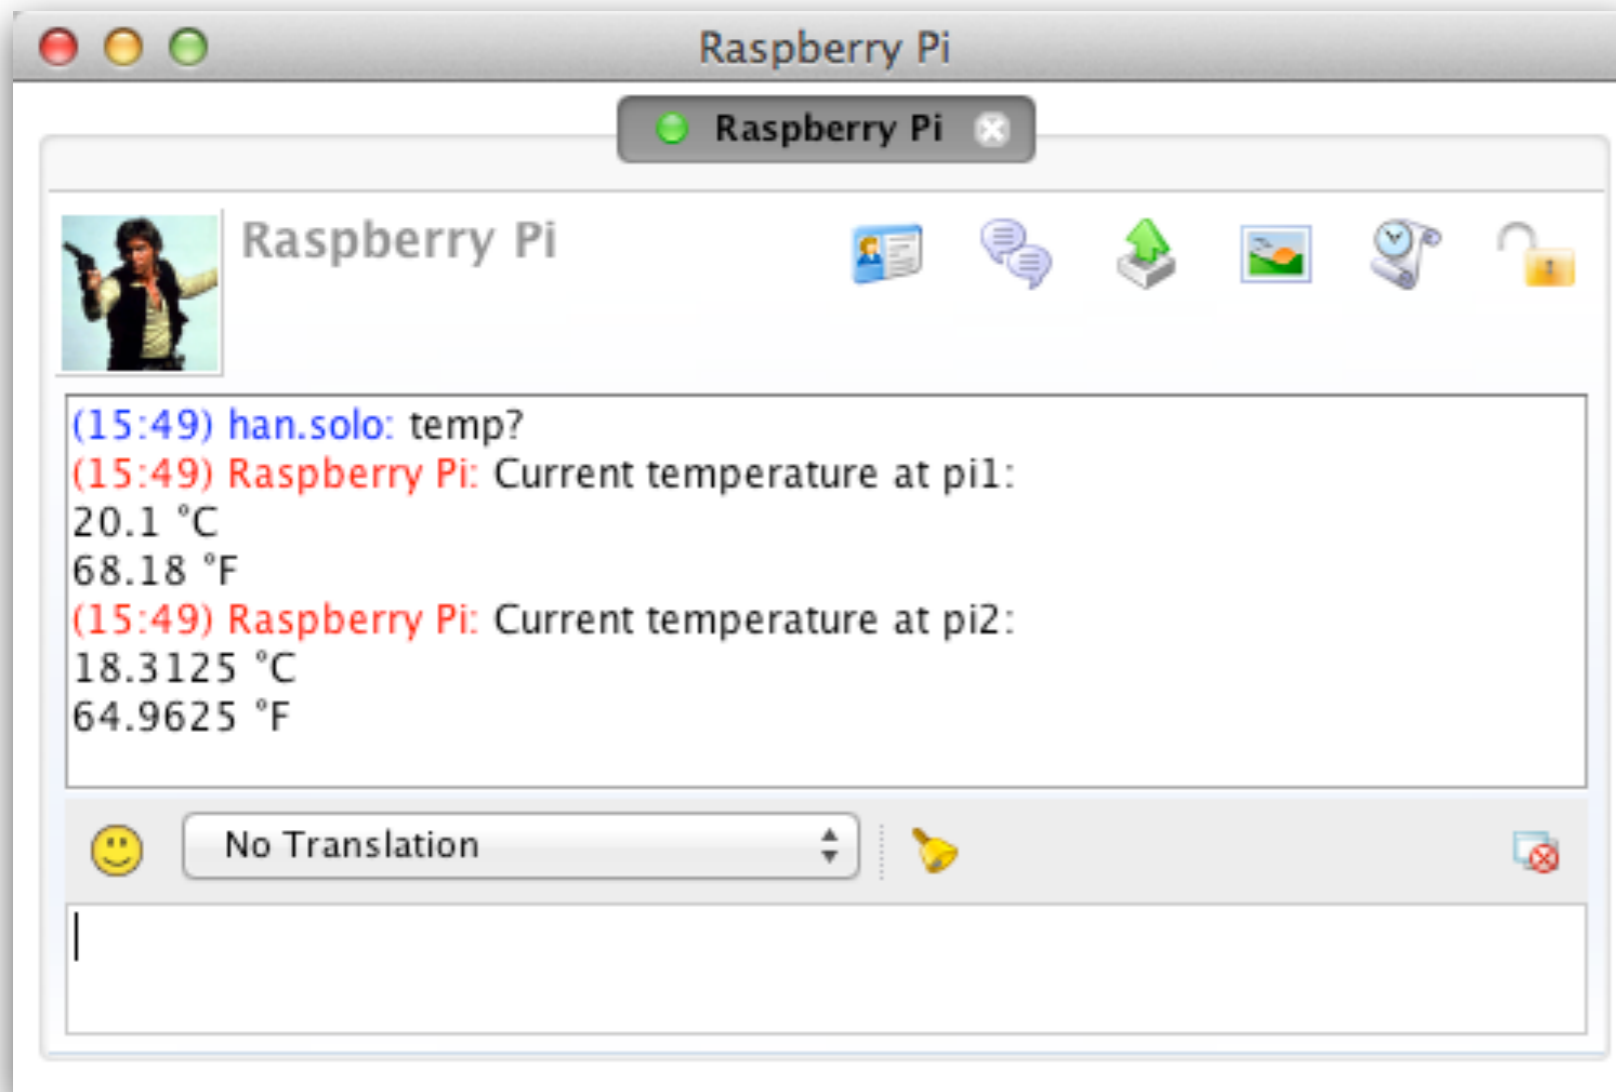 Raspberry Pi
Raspberry Pi
Raspberry Pi
(15:49) han.solo: temp?
(15:49) Raspberry Pi: Current temperature at pi1:
20.1 °C
68.18 °F
(15:49) Raspberry Pi: Current temperature at pi2:
18.3125 °C
64.9625 °F
No Translation